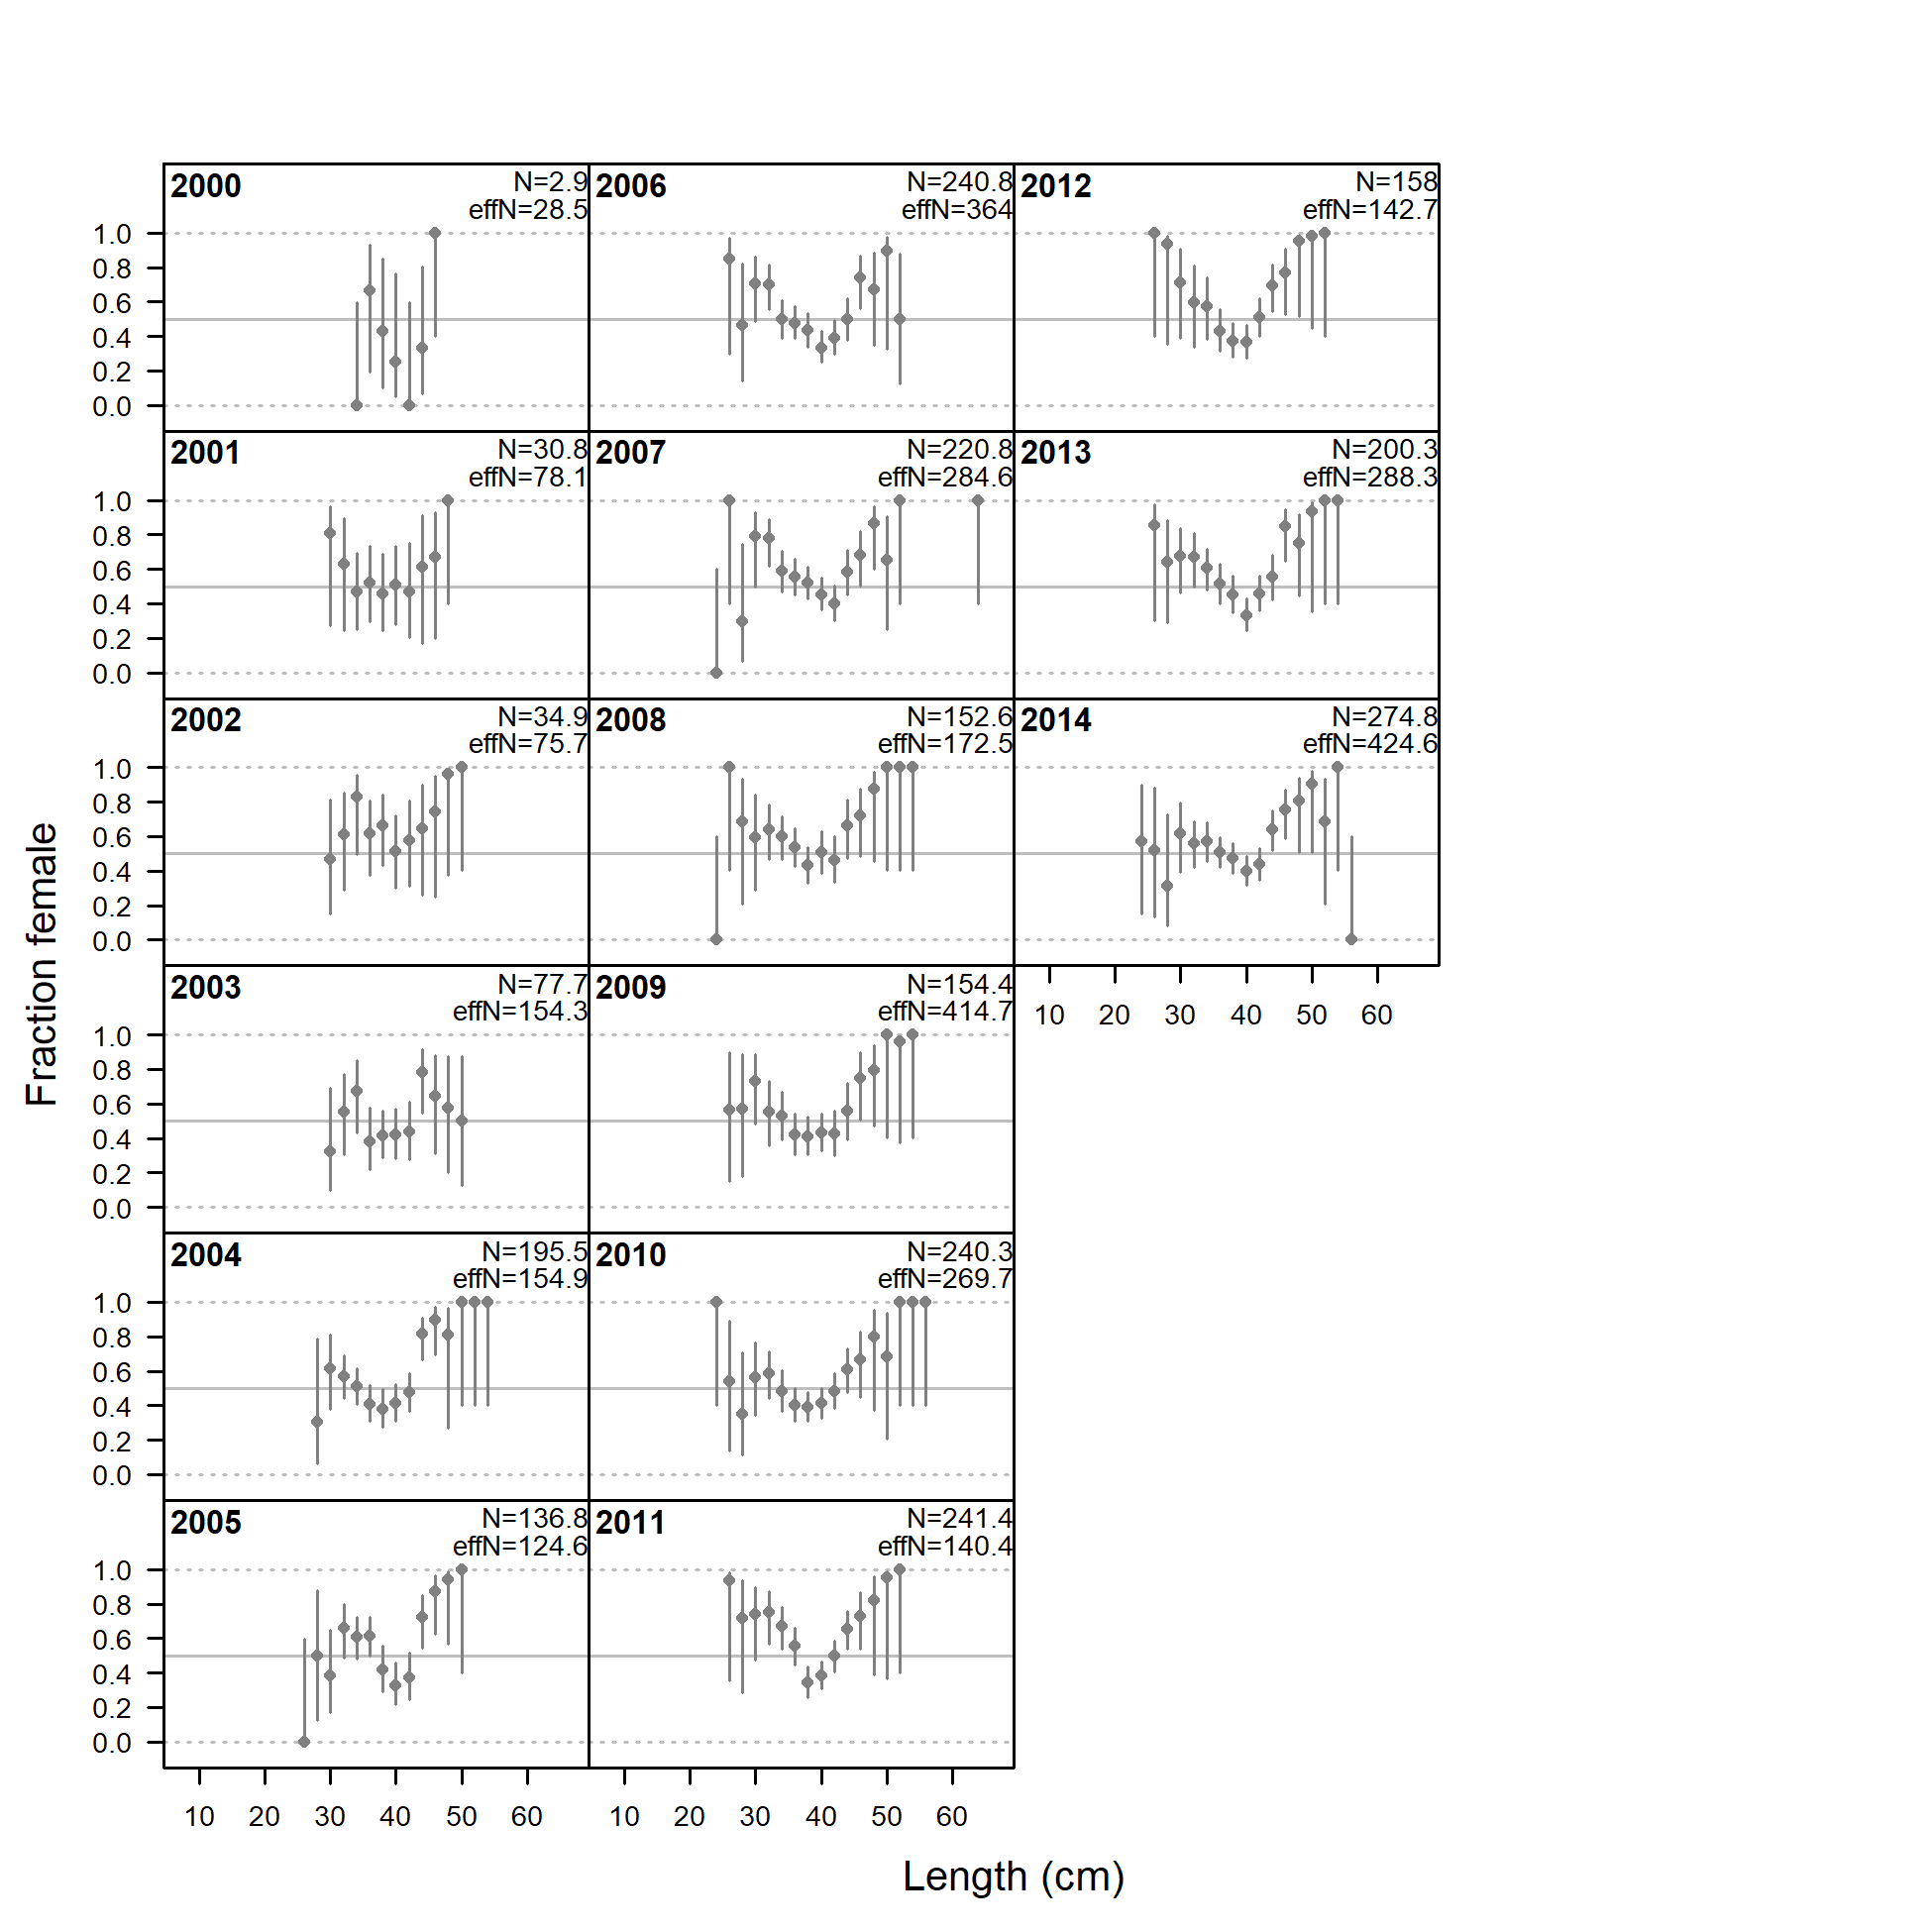 2000
N=2.9
effN=28.5
2006
N=240.8
effN=364
2012
N=158
effN=142.7
1.0
0.8
0.6
0.4
0.2
0.0
2001
N=30.8
effN=78.1
2007
N=220.8
effN=284.6
2013
N=200.3
effN=288.3
1.0
0.8
0.6
0.4
0.2
0.0
2002
N=34.9
effN=75.7
2008
N=152.6
effN=172.5
2014
N=274.8
effN=424.6
1.0
0.8
0.6
0.4
0.2
0.0
2003
N=77.7
effN=154.3
2009
N=154.4
effN=414.7
10 20 30 40 50 60
1.0
0.8
0.6
0.4
0.2
0.0
2004
N=195.5
effN=154.9
2010
N=240.3
effN=269.7
1.0
0.8
0.6
0.4
0.2
0.0
2005
N=136.8
effN=124.6
2011
N=241.4
effN=140.4
1.0
0.8
0.6
0.4
0.2
0.0
10 20 30 40 50 60
10 20 30 40 50 60
Fraction female
Length (cm)